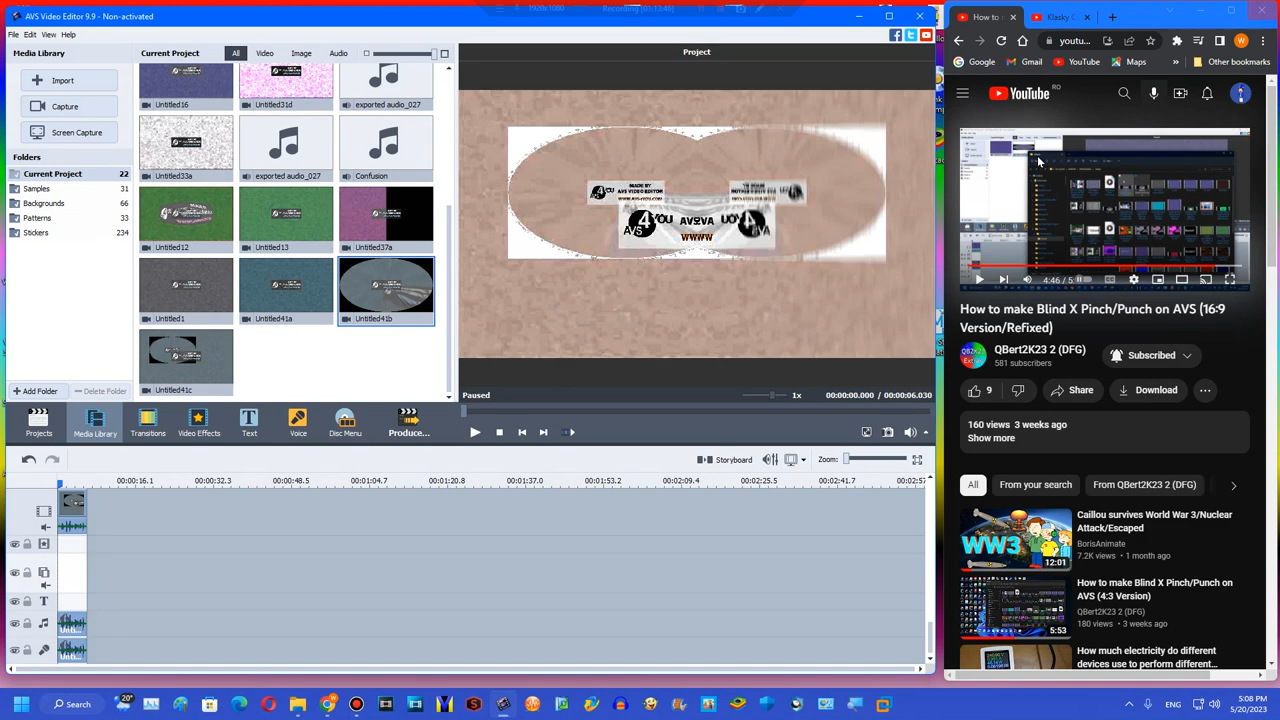 AVS Video Editor 9.9 - Non-activated
1920x1080
Recording [01:13:46]
File Edit View Help
Media Library
Import
Capture
Screen Capture
Folders
Current Project 22
Samples 31
Backgrounds 66
Patterns 33
Stickers 234
Add Folder
Delete Folder
Current Project
All
Video
Image
Audio
Untitled16
Untitled31d
exported audio_027
Untitled33a
exported audio_027
Confusion
Untitled12
Untitled13
Untitled37a
Untitled1
Untitled41a
Untitled41b
Untitled41c
Project
MADE BY
AVS VIDEO EDITOR
AVS
YOU
WWWW
Paused
1x
00:00:00.000 / 00:00:06.030
Projects
Media Library
Transitions
Video Effects
Text
Voice
Disc Menu
Produce...
Storyboard
Zoom:
00:00:16.1 00:00:32.3 00:00:48.5 00:01:04.7 00:01:20.8 00:01:37.0 00:01:53.2 00:02:09.4 00:02:25.5 00:02:41.7 00:02:57
T
How to
Klasky C
youtu...
Google
Gmail
YouTube
Maps
»
Other bookmarks
YouTube RO
4:46 / 5
How to make Blind X Pinch/Punch on AVS (16:9
Version/Refixed)
QB2K23
Extra
QBert2K23 2 (DFG)
581 subscribers
Subscribed
9
Share
Download
160 views 3 weeks ago
Show more
All
From your search
From QBert2K23 2 (DFG)
WW3
12:01
Caillou survives World War 3/Nuclear
Attack/Escaped
BorisAnimate
7.2K views • 1 month ago
5:53
How to make Blind X Pinch/Punch on
AVS (4:3 Version)
QBert2K23 2 (DFG)
180 views • 3 weeks ago
How much electricity do different
devices use to perform different...
Search
20°
ENG
5:08 PM
5/20/2023